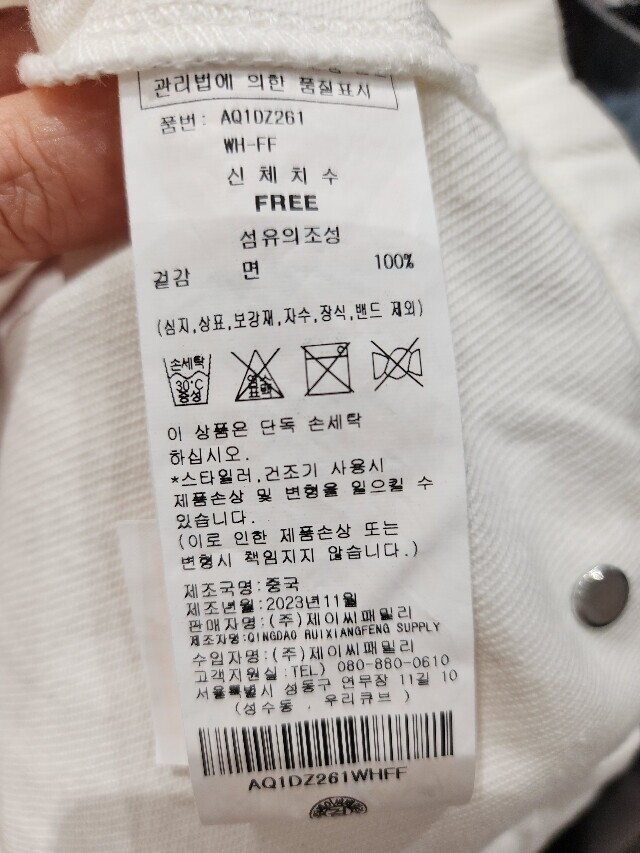 관리법에 의한 품질표시
품번: AQ1DZ261
WH-FF
신체치수
FREE
섬유의조성
겉감 면 100%
(심지,상표,보강재,자수,장식,밴드 제외)
손세탁
30℃
중성
염소
표백
이 상품은 단독 손세탁
하십시오.
*스타일러,건조기 사용시
제품손상 및 변형을 일으킬 수
있습니다.
(이로 인한 제품손상 또는
변형시 책임지지 않습니다.)
제조국명:중국
제조년월:2023년11월
판매자명:(주)제이씨패밀리
제조자명:QINGDAO RUIXIANGFENG SUPPLY
수입자명:(주)제이씨패밀리
고객지원실:TEL) 080-880-0610
서울특별시 성동구 연무장 11길 10
(성수동 , 우리큐브 )
AQ1DZ261WHFF